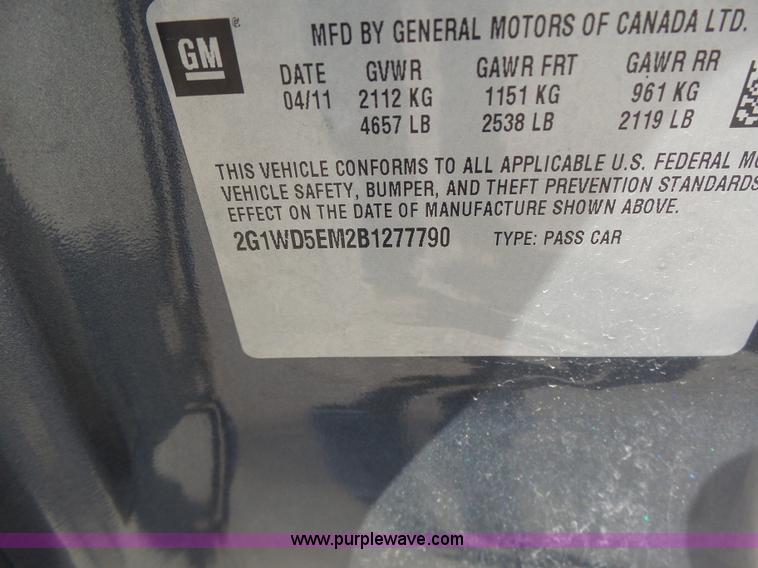 GM
MFD BY GENERAL MOTORS OF CANADA LTD.
DATE GVWR GAWR FRT GAWR RR
04/11 2112 KG 1151 KG 961 KG
4657 LB 2538 LB 2119 LB
THIS VEHICLE CONFORMS TO ALL APPLICABLE U.S. FEDERAL MO
VEHICLE SAFETY, BUMPER, AND THEFT PREVENTION STANDARDS
EFFECT ON THE DATE OF MANUFACTURE SHOWN ABOVE.
2G1WD5EM2B1277790 TYPE: PASS CAR
www.purplewave.com